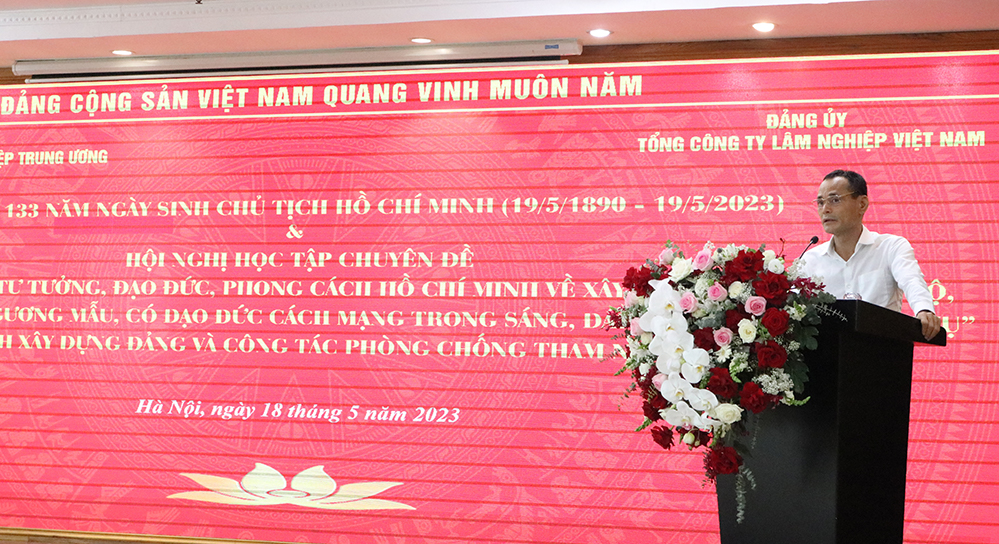 ĐẢNG CỘNG SẢN VIỆT NAM QUANG VINH MUÔN NĂM
ĐẢNG ỦY
TỔNG CÔNG TY LÂM NGHIỆP VIỆT NAM
TRUNG ƯƠNG
133 NĂM NGÀY SINH CHỦ TỊCH HỒ CHÍ MINH (19/5/1890 - 19/5/2023)
&
HỘI NGHỊ HỌC TẬP CHUYÊN ĐỀ
TƯ TƯỞNG, ĐẠO ĐỨC, PHONG CÁCH HỒ CHÍ MINH VỀ XÂY
GƯƠNG MẪU, CÓ ĐẠO ĐỨC CÁCH MẠNG TRONG SÁNG,
XÂY DỰNG ĐẢNG VÀ CÔNG TÁC PHÒNG CHỐNG THAM
Hà Nội, ngày 18 tháng 5 năm 2023